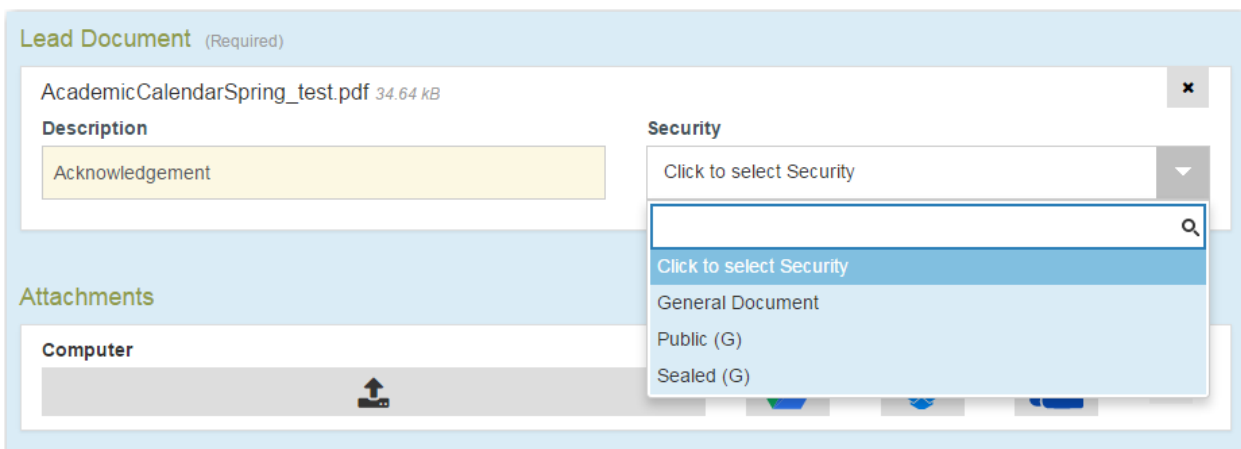 Lead Document (Required)
AcademicCalendarSpring_test.pdf 34.64 kB
Description
Security
Acknowledgement
Click to select Security
Click to select Security
General Document
Public (G)
Sealed (G)
Attachments
Computer